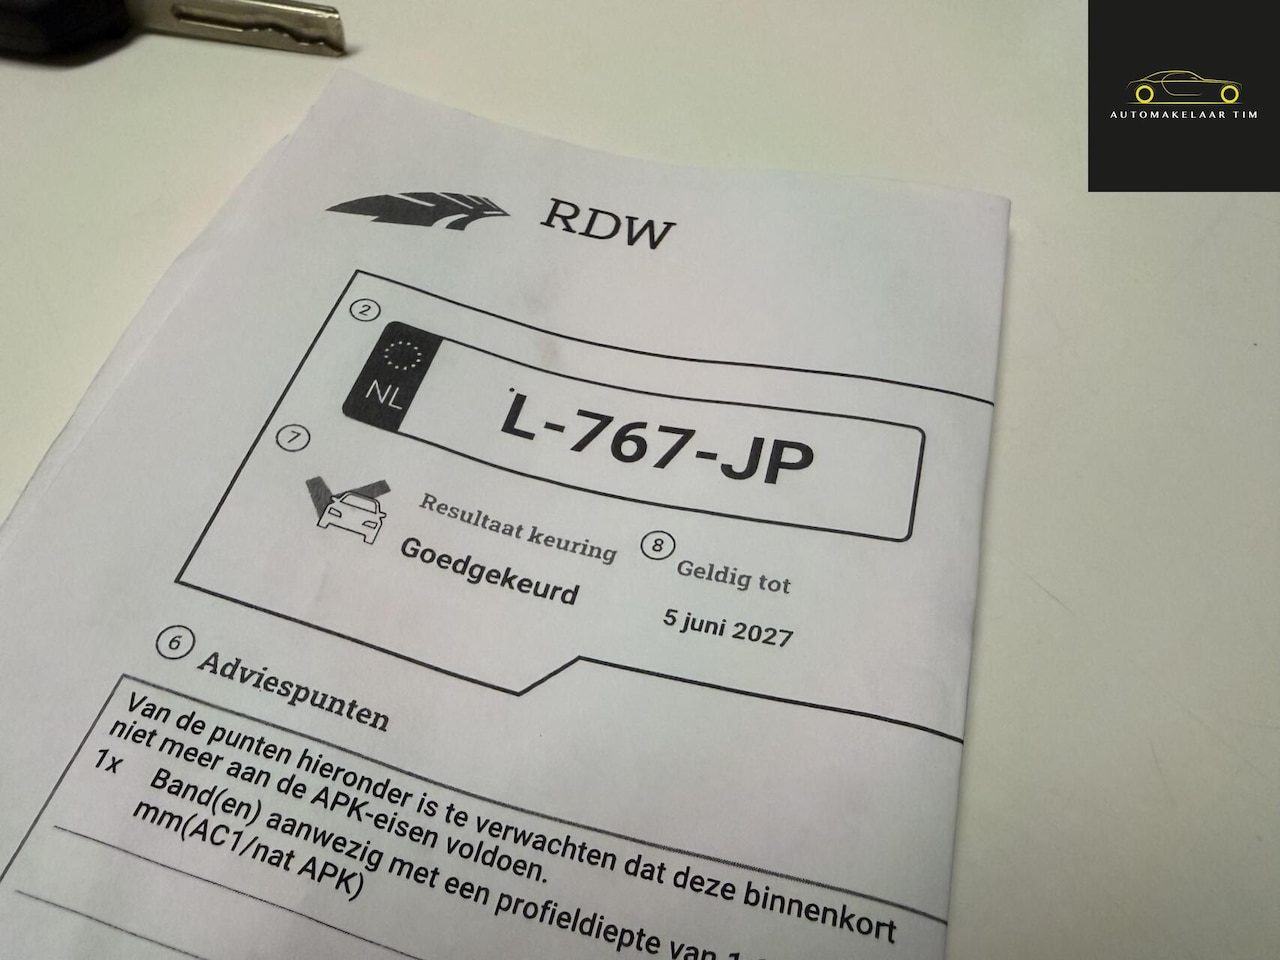 AUTOMAKELAAR TIM
RDW
2
NL
L-767-JP
7
Resultaat keuring
Goedgekeurd
8
Geldig tot
5 juni 2027
6
Adviespunten
Van de punten hieronder is te verwachten dat deze binnenkort
niet meer aan de APK-eisen voldoen.
1x Band(en) aanwezig met een profieldiepte van
mm(AC1/nat APK)